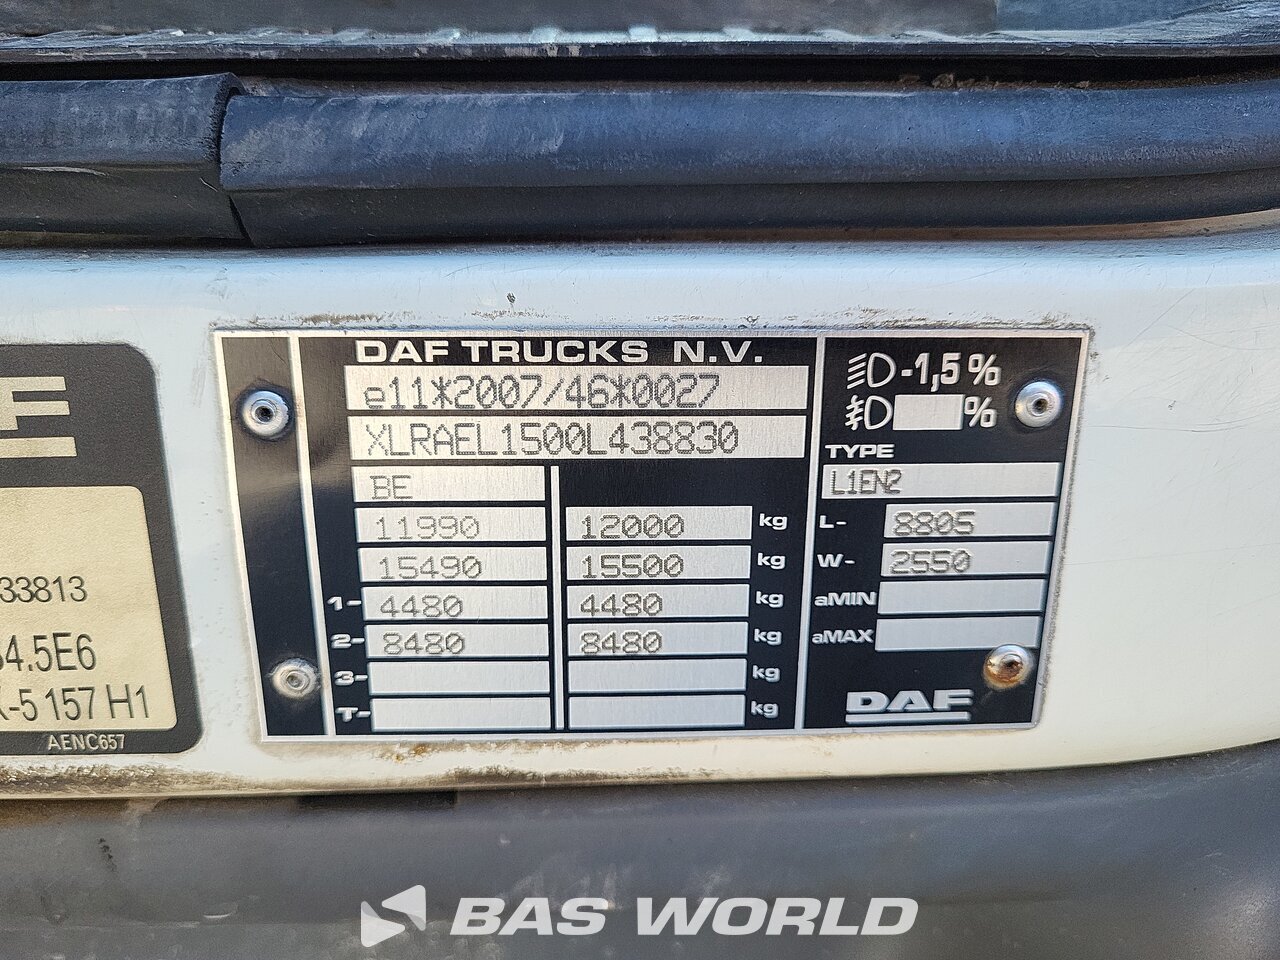 DAF TRUCKS N.V.
e11*2007/46*0027
XLRAEL1500L438830
BE
11990 12000 kg
15490 15500 kg
1- 4480 4480 kg
2- 8480 8480 kg
3- kg
T- kg
-1,5 %
%
TYPE
L1EN2
L- 8805
W- 2550
aMIN
aMAX
DAF
F
33813
4.5E6
-5 157 H1
AENC657
BAS WORLD